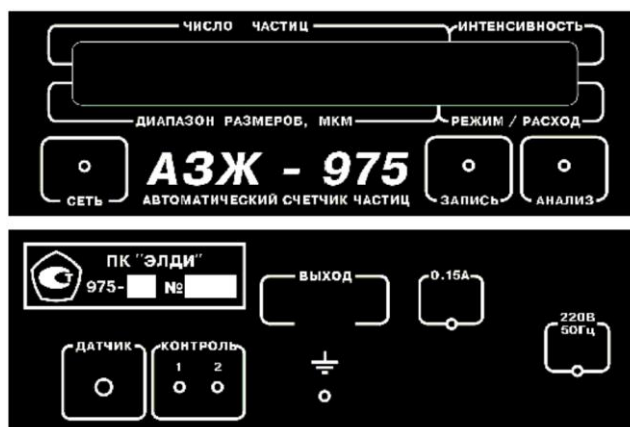 ЧИСЛО ЧАСТИЦ ИНТЕНСИВНОСТЬ
ДИАПАЗОН РАЗМЕРОВ, МКМ РЕЖИМ / РАСХОД
АЗЖ - 975
СЕТЬ АВТОМАТИЧЕСКИЙ СЧЕТЧИК ЧАСТИЦ ЗАПИСЬ АНАЛИЗ
ПК "ЭЛДИ"
975- №
ВЫХОД 0.15А
220В
50Гц
ДАТЧИК КОНТРОЛЬ
1 2